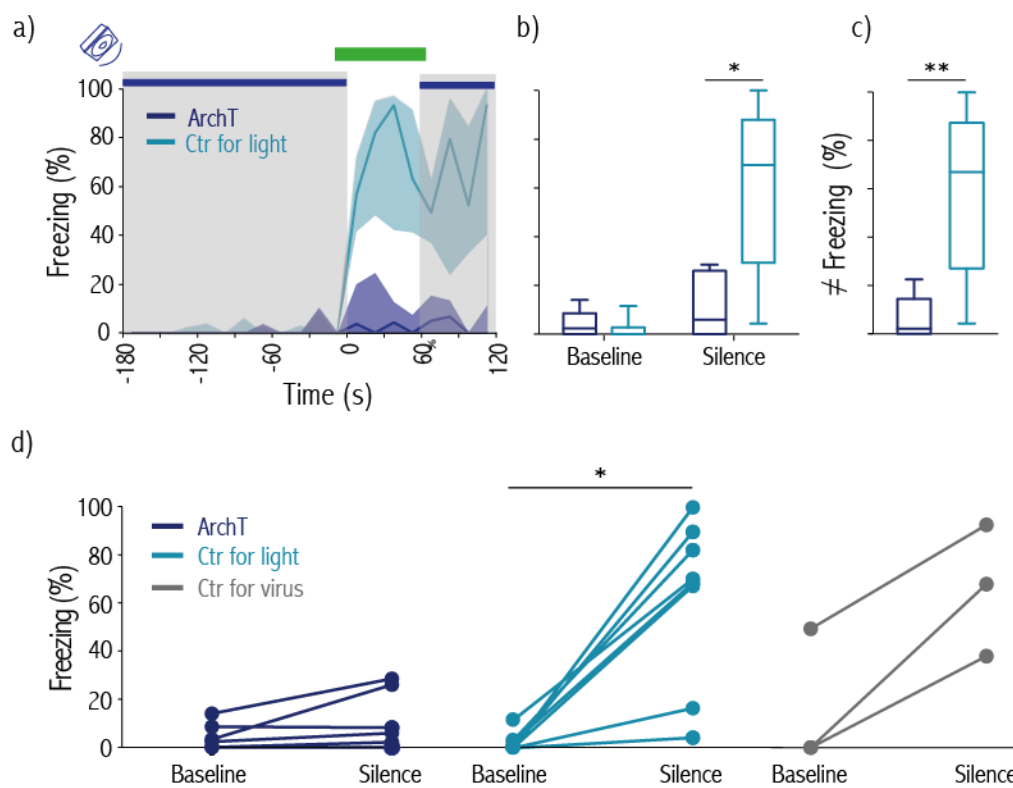 a)
Freezing (%)
100
80
60
40
20
0
ArchT
Ctr for light
-180
-120
-60
0
60
%
120
Time (s)
b)
*
Baseline
Silence
c)
**
≠ Freezing (%)
d)
*
Freezing (%)
100
80
60
40
20
0
ArchT
Ctr for light
Ctr for virus
Baseline
Silence
Baseline
Silence
Baseline
Silence